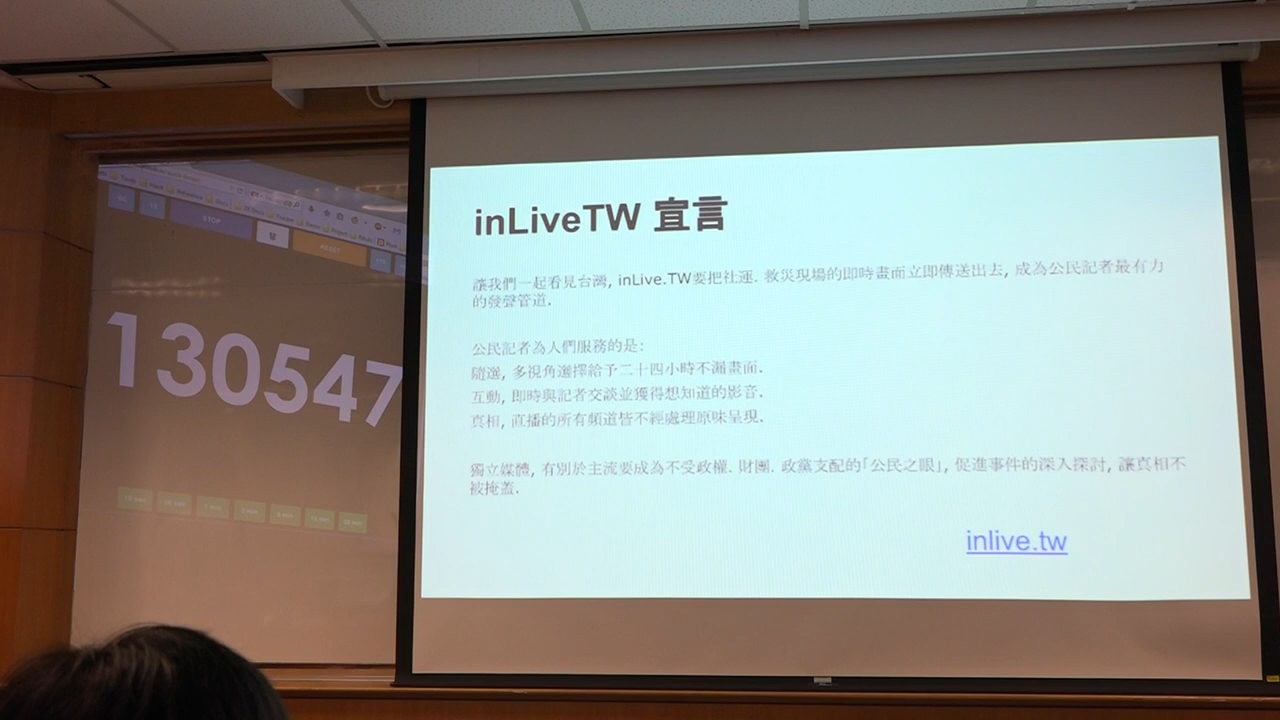 STOP
RESET
130547
inLiveTW 宣言
讓我們一起看見台灣, inLive.TW要把社運. 救災現場的即時畫面立即傳送出去, 成為公民記者最有力
的發聲管道.
公民記者為人們服務的是:
隨選, 多視角選擇給予二十四小時不漏畫面.
互動, 即時與記者交談並獲得想知道的影音.
真相, 直播的所有頻道皆不經處理原味呈現.
獨立媒體, 有別於主流要成為不受政權. 財團. 政黨支配的「公民之眼」, 促進事件的深入探討, 讓真相不
被掩蓋.
inlive.tw